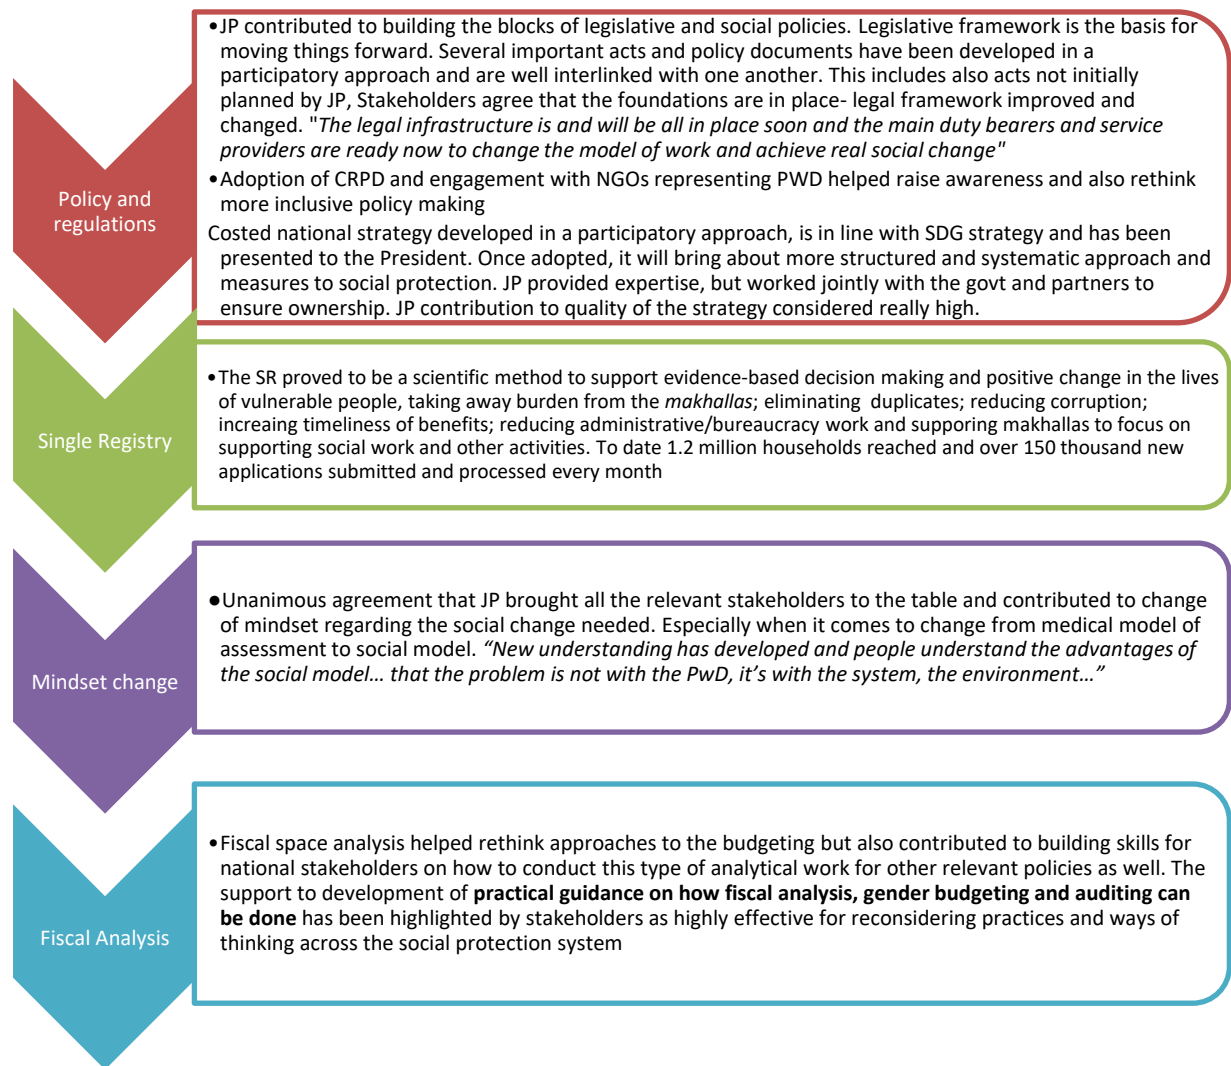 •JP contributed to building the blocks of legislative and social policies. Legislative framework is the basis for
moving things forward. Several important acts and policy documents have been developed in a
participatory approach and are well interlinked with one another. This includes also acts not initially
planned by JP, Stakeholders agree that the foundations are in place- legal framework improved and
changed. "The legal infrastructure is and will be all in place soon and the main duty bearers and service
providers are ready now to change the model of work and achieve real social change"
•Adoption of CRPD and engagement with NGOs representing PWD helped raise awareness and also rethink
more inclusive policy making
Costed national strategy developed in a participatory approach, is in line with SDG strategy and has been
presented to the President. Once adopted, it will bring about more structured and systematic approach and
measures to social protection. JP provided expertise, but worked jointly with the govt and partners to
ensure ownership. JP contribution to quality of the strategy considered really high.
Policy and
regulations
•The SR proved to be a scientific method to support evidence-based decision making and positive change in the lives
of vulnerable people, taking away burden from the makhallas; eliminating duplicates; reducing corruption;
increaing timeliness of benefits; reducing administrative/bureaucracy work and supporing makhallas to focus on
supporting social work and other activities. To date 1.2 million households reached and over 150 thousand new
applications submitted and processed every month
Single Registry
•Unanimous agreement that JP brought all the relevant stakeholders to the table and contributed to change
of mindset regarding the social change needed. Especially when it comes to change from medical model of
assessment to social model. “New understanding has developed and people understand the advantages of
the social model… that the problem is not with the PwD, it’s with the system, the environment…”
Mindset change
•Fiscal space analysis helped rethink approaches to the budgeting but also contributed to building skills for
national stakeholders on how to conduct this type of analytical work for other relevant policies as well. The
support to development of practical guidance on how fiscal analysis, gender budgeting and auditing can
be done has been highlighted by stakeholders as highly effective for reconsidering practices and ways of
thinking across the social protection system
Fiscal Analysis